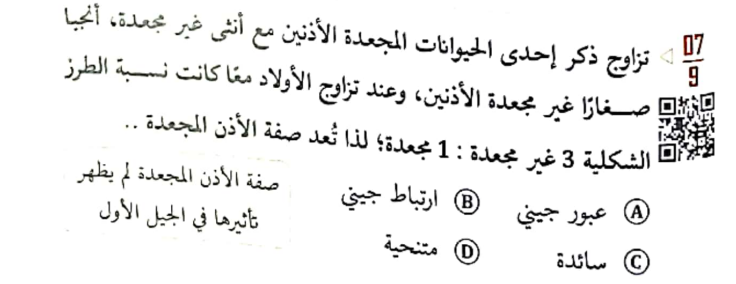 07
9
تزاوج ذكر إحدى الحيوانات المجعدة الأذنين مع أنثى غير مجعدة، أنجبا
صغارًا غير مجعدة الأذنين، وعند تزاوج الأولاد معًا كانت نسبة الطرز
الشكلية 3 غير مجعدة : 1 مجعدة؛ لذا تُعد صفة الأذن المجعدة ..
A عبور جيني B ارتباط جيني
C سائدة D متنحية
صفة الأذن المجعدة لم يظهر
تأثيرها في الجيل الأول